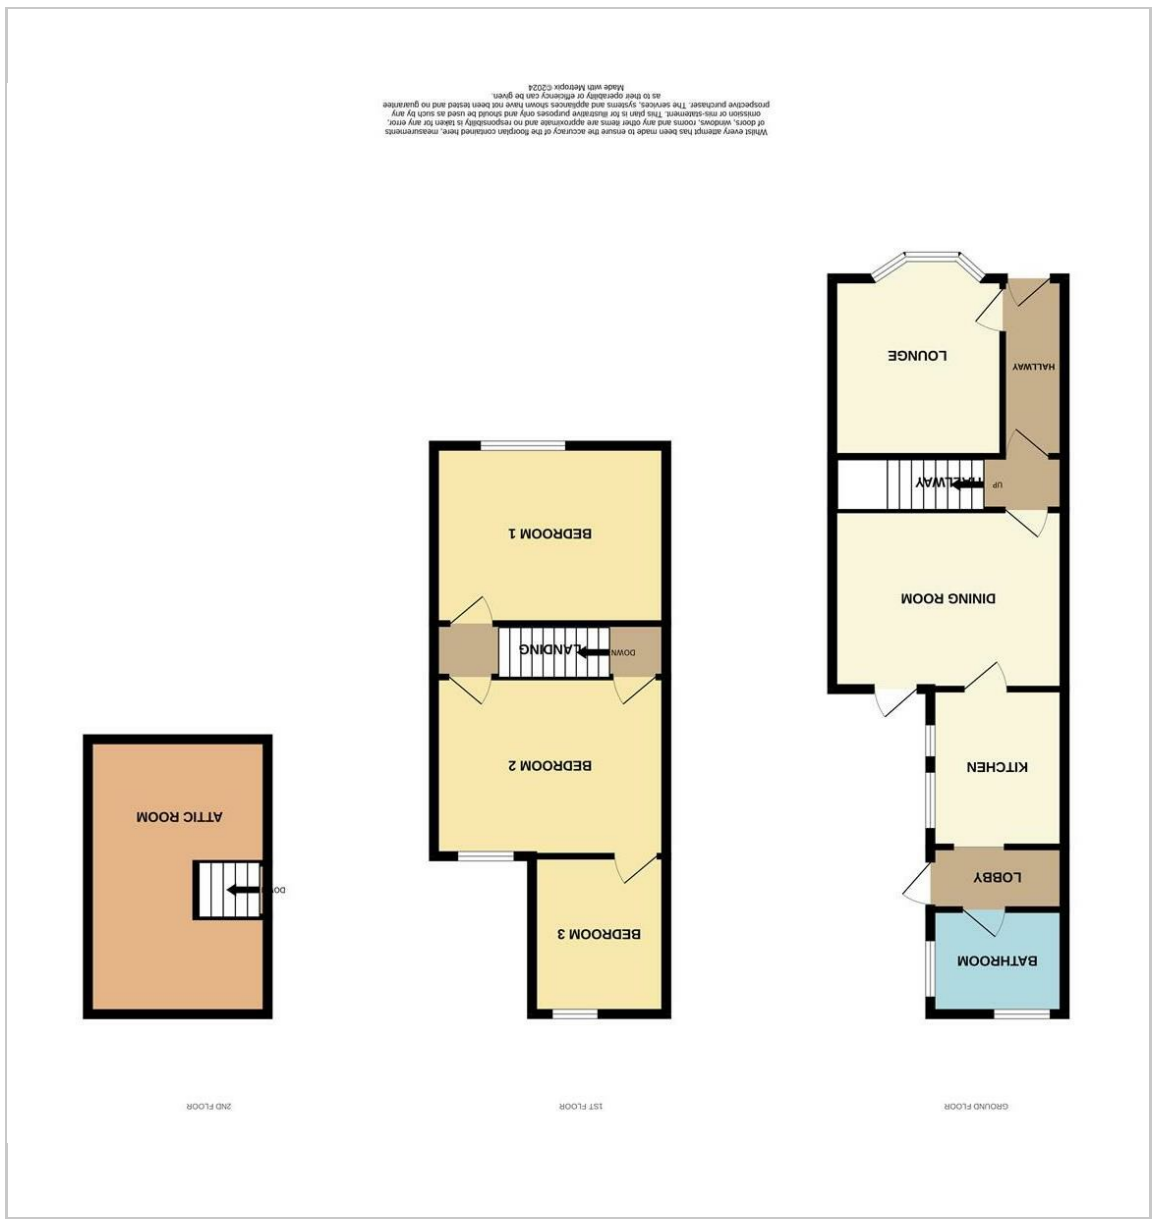 GROUND FLOOR
1ST FLOOR
2ND FLOOR
BATHROOM
LOBBY
KITCHEN
DINING ROOM
HALLWAY
UP
HALLWAY
LOUNGE
BEDROOM 3
BEDROOM 2
LANDING
DOWN
BEDROOM 1
DOWN
ATTIC ROOM
Whilst every attempt has been made to ensure the accuracy of the floorplan contained here, measurements
of doors, windows, rooms and any other items are approximate and no responsibility is taken for any error,
omission or mis-statement. This plan is for illustrative purposes only and should be used as such by any
prospective purchaser. The services, systems and appliances shown have not been tested and no guarantee
as to their operability or efficiency can be given.
Made with Metropix ©2024